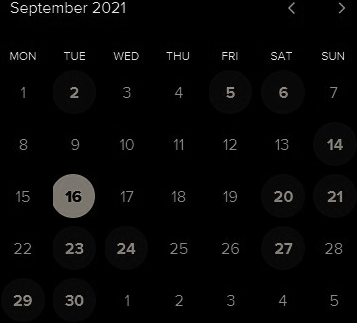 September 2021
MON TUE WED THU FRI SAT SUN
1 2 3 4 5 6 7
8 9 10 11 12 13 14
15 16 17 18 19 20 21
22 23 24 25 26 27 28
29 30 1 2 3 4 5